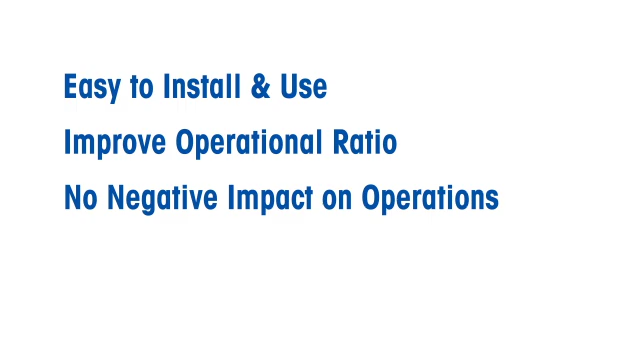 Easy to Install & Use
Improve Operational Ratio
No Negative Impact on Operations